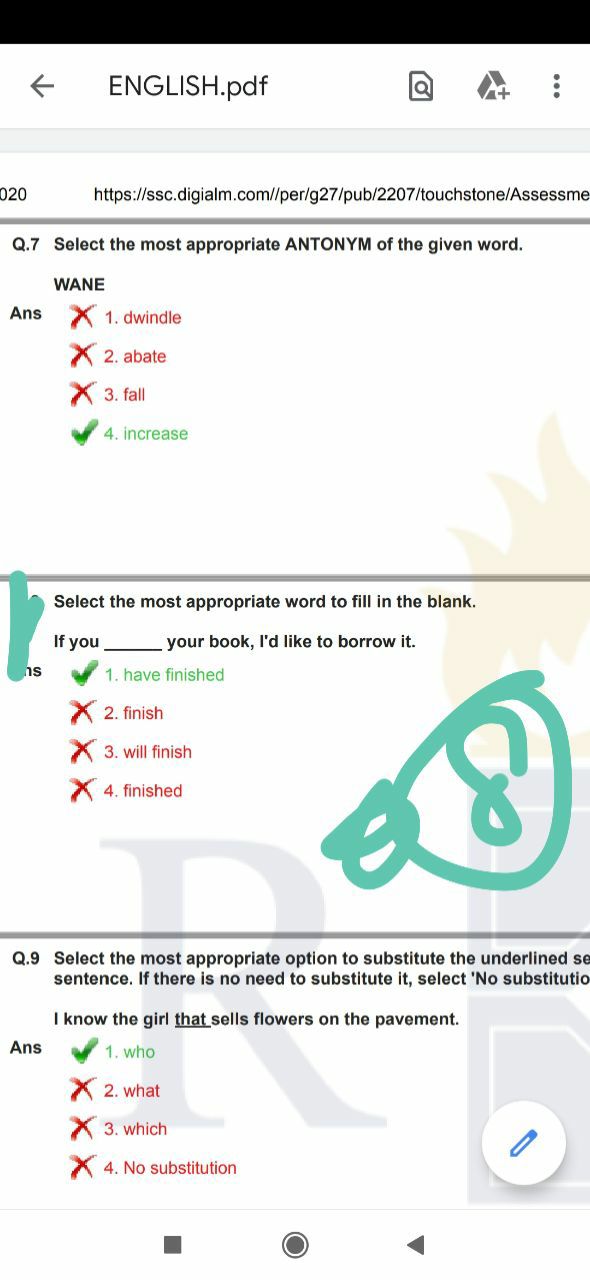 ENGLISH.pdf
020 https://ssc.digialm.com//per/g27/pub/2207/touchstone/Assessme
Q.7 Select the most appropriate ANTONYM of the given word.
WANE
Ans 1. dwindle
2. abate
3. fall
4. increase
Select the most appropriate word to fill in the blank.
If you ______ your book, I'd like to borrow it.
ns 1. have finished
2. finish
3. will finish
4. finished
8
Q.9 Select the most appropriate option to substitute the underlined se
sentence. If there is no need to substitute it, select 'No substitutio
I know the girl that sells flowers on the pavement.
Ans 1. who
2. what
3. which
4. No substitution
R